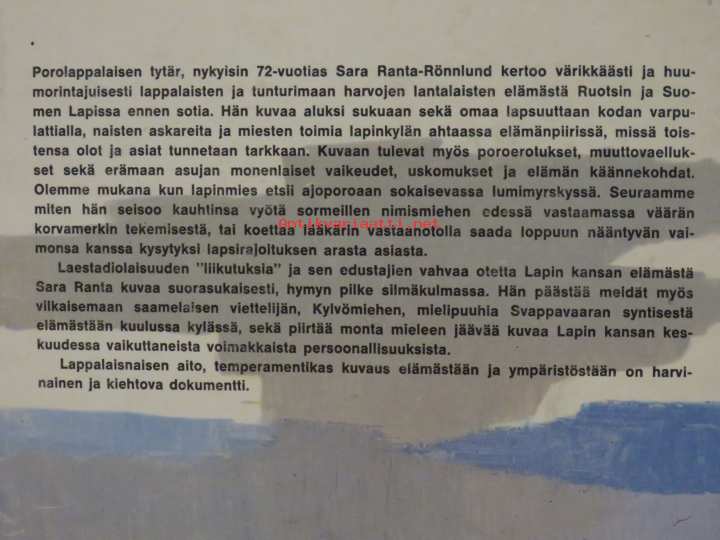 Porolappalaisen tytär, nykyisin 72-vuotias Sara Ranta-Rönnlund kertoo värikkäästi ja huu-
morintajuisesti lappalaisten ja tunturimaan harvojen lantalaisten elämästä Ruotsin ja Suo-
men Lapissa ennen sotia. Hän kuvaa aluksi sukuaan sekä omaa lapsuuttaan kodan varpu-
lattialla, naisten askareita ja miesten toimia lapinkylän ahtaassa elämänpiirissä, missä tois-
tensa olot ja asiat tunnetaan tarkkaan. Kuvaan tulevat myös poroerotukset, muuttovaelluk-
set sekä erämaan asujan monenlaiset vaikeudet, uskomukset ja elämän käännekohdat.
Olemme mukana kun lapinmies etsii ajoporoaan sokaisevassa lumimyrskyssä. Seuraamme
miten hän seisoo kauhtinsa vyötä sormeillen nimismiehen edessä vastaamassa väärän
Antikvariaatti.net
korvamerkin tekemisestä, tai koettaa lääkärin vastaanotolla saada loppuun nääntyvän vai-
monsa kanssa kysytyksi lapsirajoituksen arasta asiasta.
Laestadiolaisuuden "liikutuksia" ja sen edustajien vahvaa otetta Lapin kansan elämästä
Sara Ranta kuvaa suorasukaisesti, hymyn pilke silmäkulmassa. Hän päästää meidät myös
vilkaisemaan saamelaisen viettelijän, Kylvömiehen, mielipuuhia Svappavaaran syntisestä
elämästään kuulussa kylässä, sekä piirtää monta mieleen jäävää kuvaa Lapin kansan kes-
kuudessa vaikuttaneista voimakkaista persoonallisuuksista.
Lappalaisnaisen aito, temperamentikas kuvaus elämästään ja ympäristöstään on harvi-
nainen ja kiehtova dokumentti.